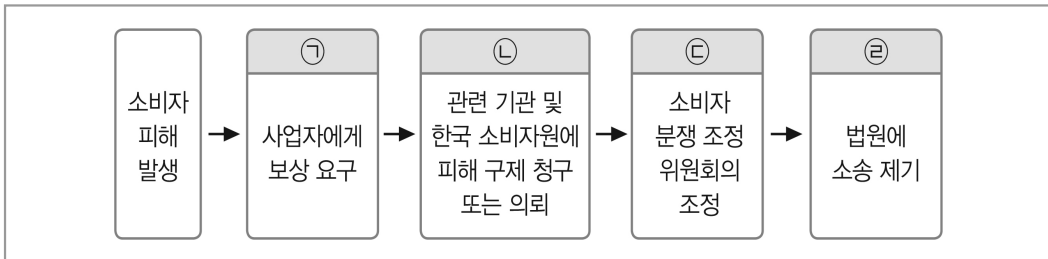 소비자
피해
발생
㉠
사업자에게
보상 요구
㉡
관련 기관 및
한국 소비자원에
피해 구제 청구
또는 의뢰
㉢
소비자
분쟁 조정
위원회의
조정
㉣
법원에
소송 제기